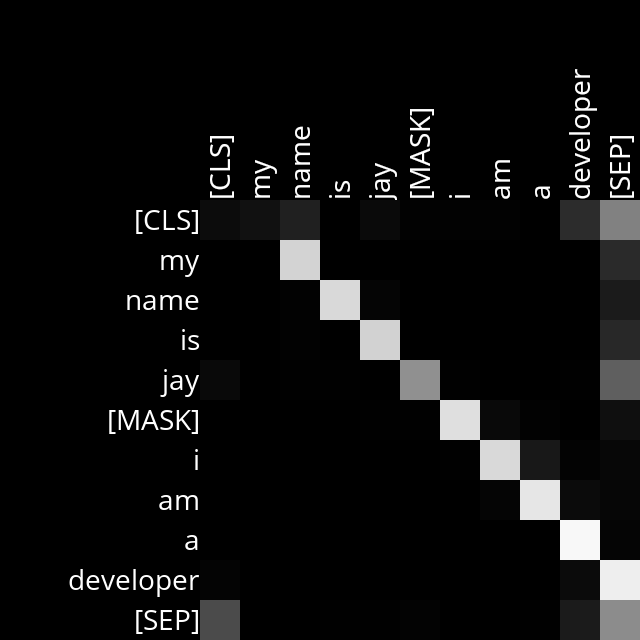 [CLS]
my
name
is
jay
[MASK]
i
am
a
developer
[SEP]
[CLS]
my
name
is
jay
[MASK]
i
am
a
developer
[SEP]